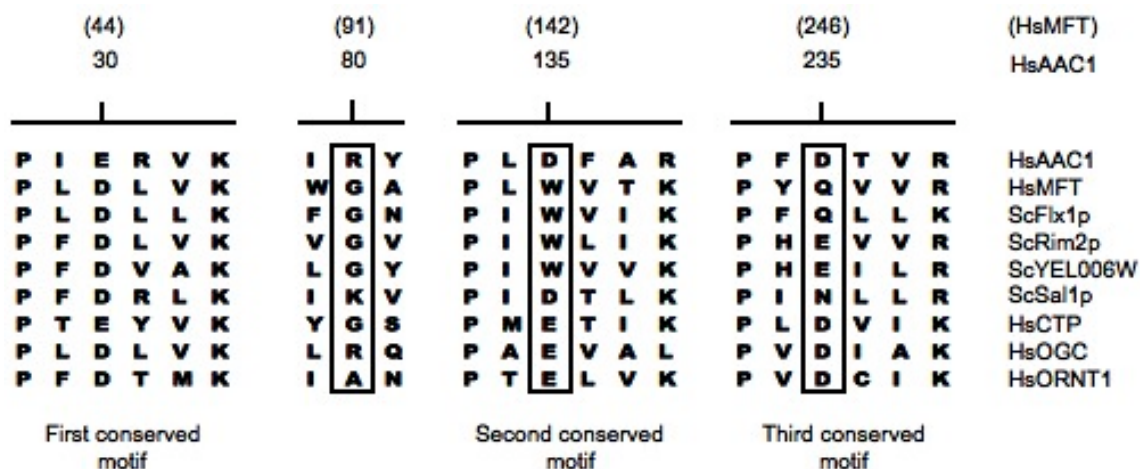 (44) (91) (142) (246) (HsMFT)
30 80 135 235 HsAAC1
P I E R V K I R Y P L D F A R P F D T V R HsAAC1
P L D L V K W G A P L W V T K P Y Q V V R HsMFT
P L D L L K F G N P I W V I K P F Q L L K ScFlx1p
P F D L V K V G V P I W L I K P H E V V R ScRim2p
P F D V A K L G Y P I W V V K P H E I L R ScYEL006W
P F D R L K I K V P I D T L K P I N L L R ScSal1p
P T E Y V K Y G S P M E T I K P L D V I K HsCTP
P L D L V K L R Q P A E V A L P V D I A K HsOGC
P F D T M K I A N P T E L V K P V D C I K HsORNT1
First conserved Second conserved Third conserved
motif motif motif